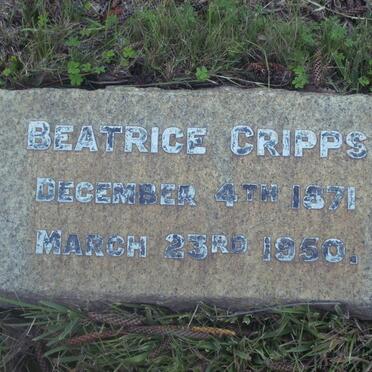 BEATRICE CRIPPS
DECEMBER 4TH 1871
MARCH 23RD 1950.